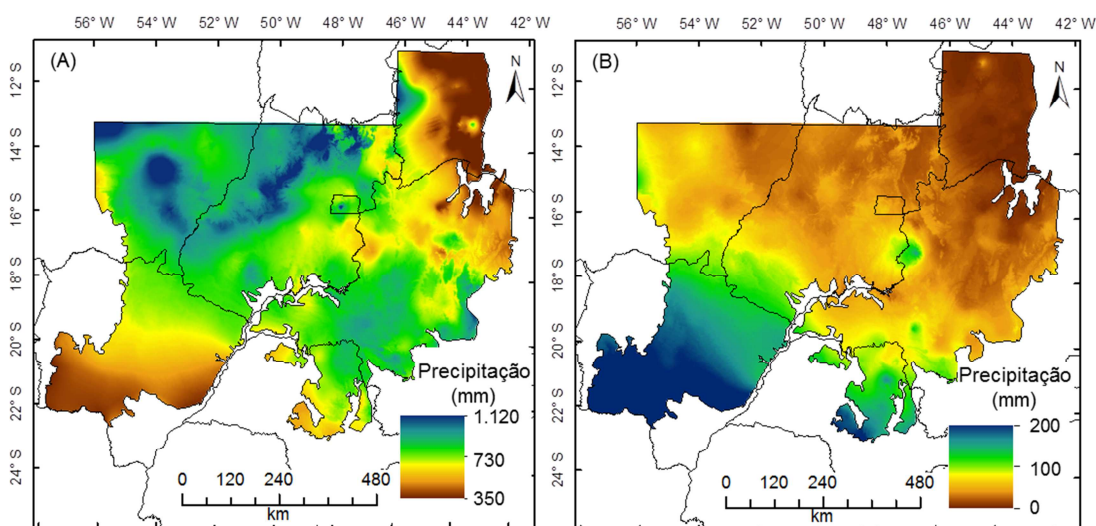 56° W 54° W 52° W 50° W 48° W 46° W 44° W 42° W
(A)
N
12° S
14° S
16° S
18° S
20° S
22° S
24° S
Precipitação
(mm)
1.120
730
350
0 120 240 480
km
56° W 54° W 52° W 50° W 48° W 46° W 44° W 42° W
(B)
N
12° S
14° S
16° S
18° S
20° S
22° S
24° S
Precipitação
(mm)
200
100
0
0 120 240 480
km